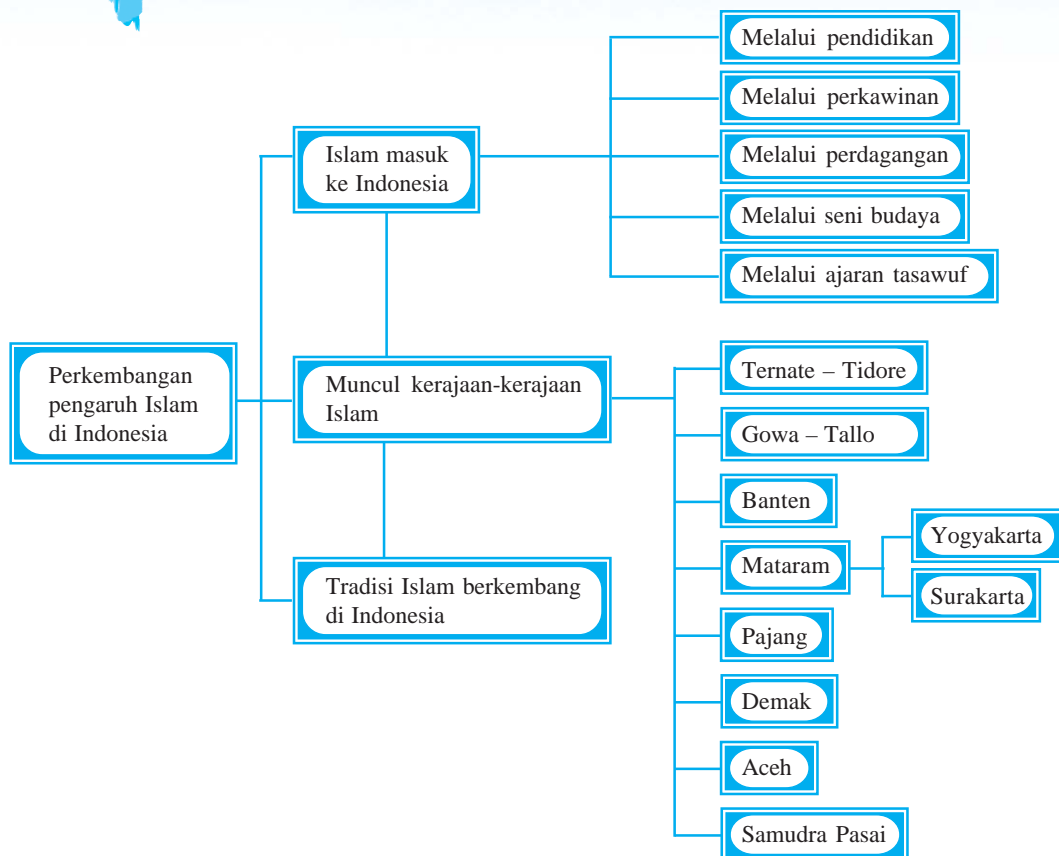 Perkembangan
pengaruh Islam
di Indonesia
Islam masuk
ke Indonesia
Melalui pendidikan
Melalui perkawinan
Melalui perdagangan
Melalui seni budaya
Melalui ajaran tasawuf
Muncul kerajaan-kerajaan
Islam
Ternate – Tidore
Gowa – Tallo
Banten
Mataram
Yogyakarta
Surakarta
Pajang
Demak
Aceh
Samudra Pasai
Tradisi Islam berkembang
di Indonesia